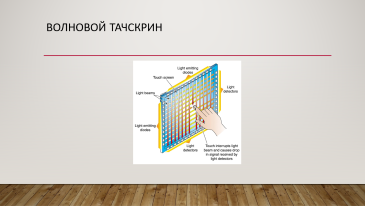 ВОЛНОВОЙ ТАЧСКРИН
Light emitting
diodes
Touch screen
Light beams
Light
detectors
Light emitting
diodes
Light
detectors
Touch interrupts light
beam and causes drop
in signal received by
light detectors